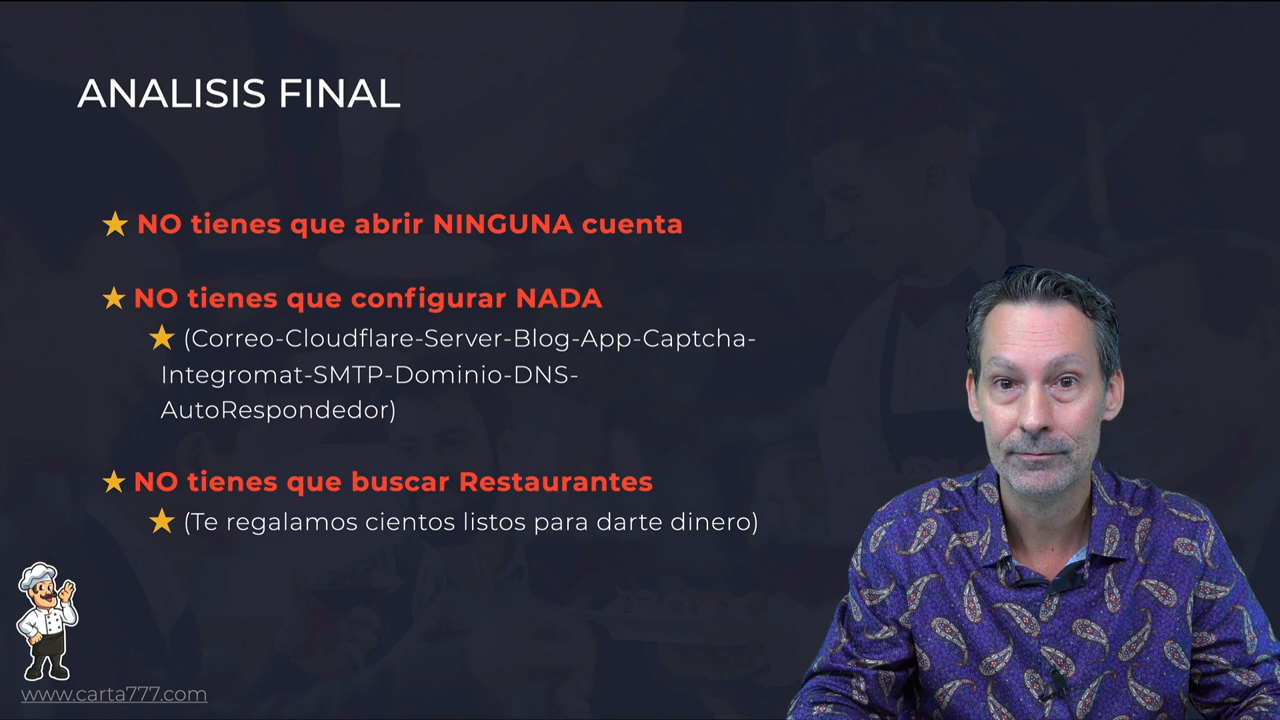 ANALISIS FINAL
NO tienes que abrir NINGUNA cuenta
NO tienes que configurar NADA
(Correo-Cloudflare-Server-Blog-App-Captcha-
Integromat-SMTP-Dominio-DNS-
AutoRespondedor)
NO tienes que buscar Restaurantes
(Te regalamos cientos listos para darte dinero)
www.carta777.com